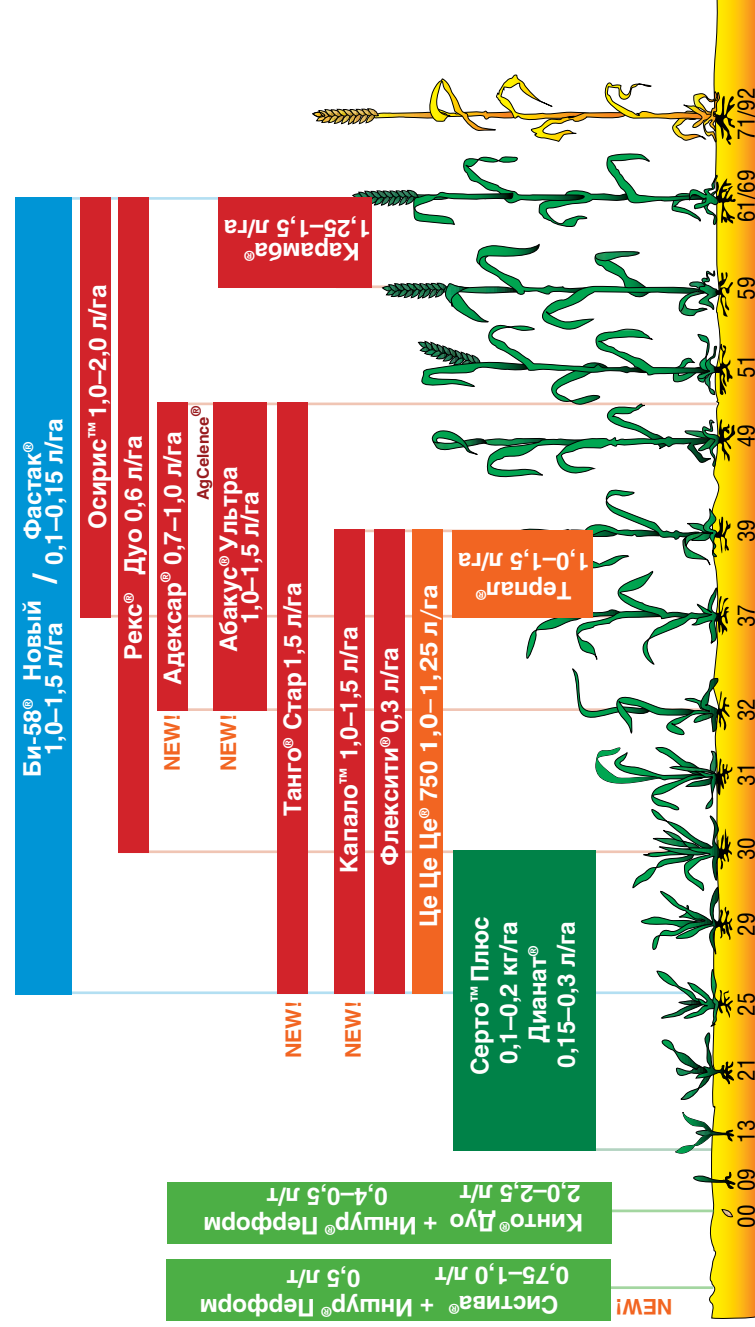 Би-58® Новый / Фастак®
1,0–1,5 л/га 0,1–0,15 л/га
Осирис™ 1,0–2,0 л/га
Рекс® Дуо 0,6 л/га
NEW!
Адексар® 0,7–1,0 л/га
AgCelence®
NEW!
Абакус® Ультра
1,0–1,5 л/га
Карамба®
1,25–1,5 л/га
NEW!
Танго® Стар 1,5 л/га
NEW!
Капало™ 1,0–1,5 л/га
Флексити® 0,3 л/га
Це Це Це® 750 1,0–1,25 л/га
Терпал®
1,0–1,5 л/га
Серто™ Плюс
0,1–0,2 кг/га
Дианат®
0,15–0,3 л/га
Кинто® Дуо + Иншур® Перформ
2,0–2,5 л/т 0,4–0,5 л/т
Систива® + Иншур® Перформ
0,75–1,0 л/т 0,5 л/т
NEW!
00 09 13 21 25 29 30 31 32 37 39 49 51 59 61/69 71/92